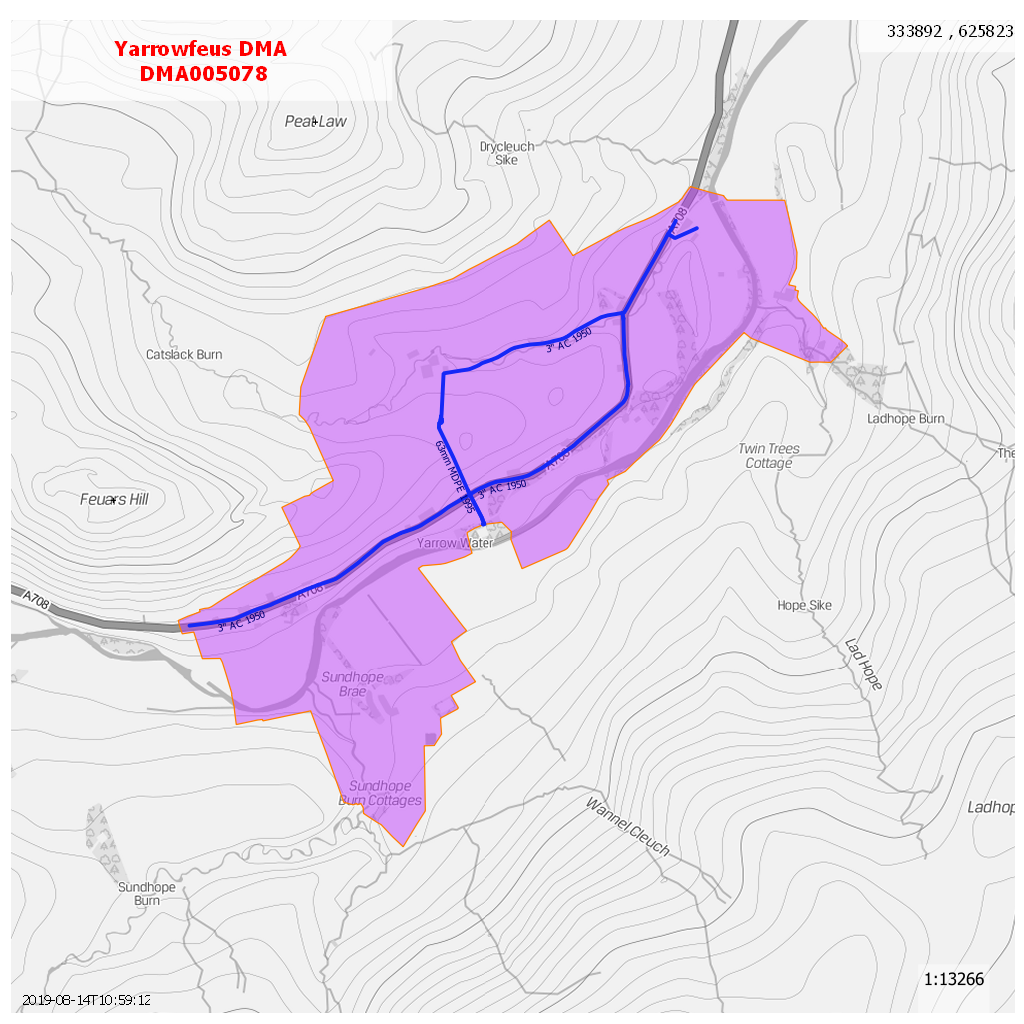 Yarrowfeus DMA
DMA005078
333892 , 625823
Peat Law
Drycleuch
Sike
A708
3" AC 1950
Catslack Burn
Ladhope Burn
Twin Trees
Cottage
The
63mm MDPE 1995
A708
3" AC 1950
Feuars Hill
Yarrow Water
A708
A708
3" AC 1950
Hope Sike
Lad Hope
Sundhope
Brae
Sundhope
Burn Cottages
Wannel Cleuch
Ladhop
Sundhope
Burn
1:13266
2019-08-14T10:59:12